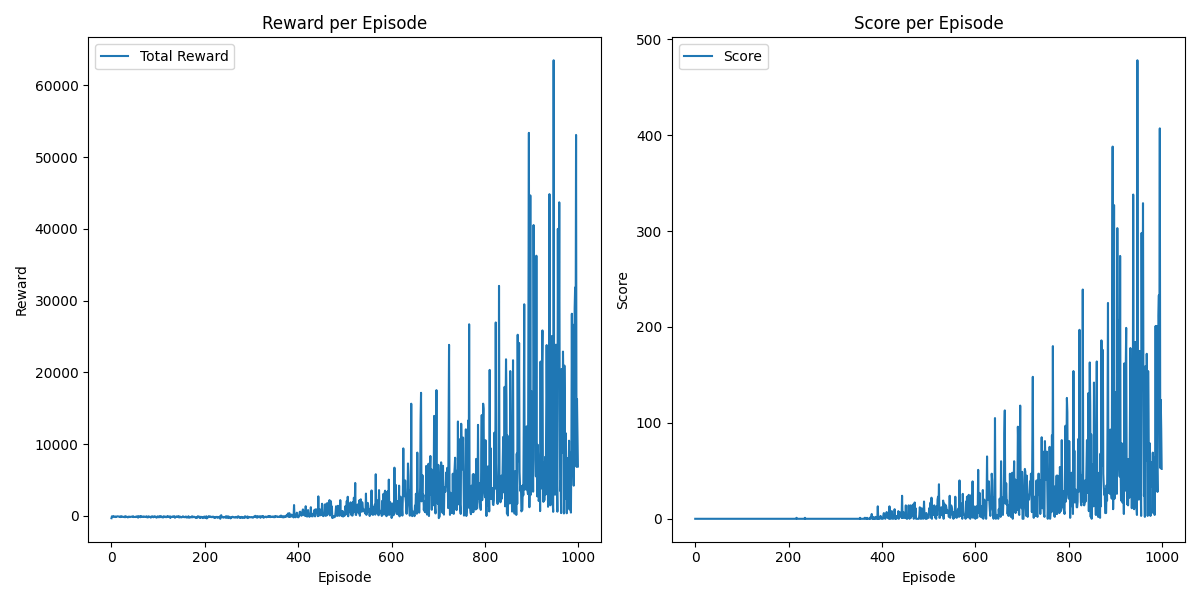 Reward per Episode
Total Reward
60000
50000
40000
30000
20000
10000
0
Reward
0 200 400 600 800 1000
Episode
Score per Episode
Score
500
400
300
200
100
0
Score
0 200 400 600 800 1000
Episode